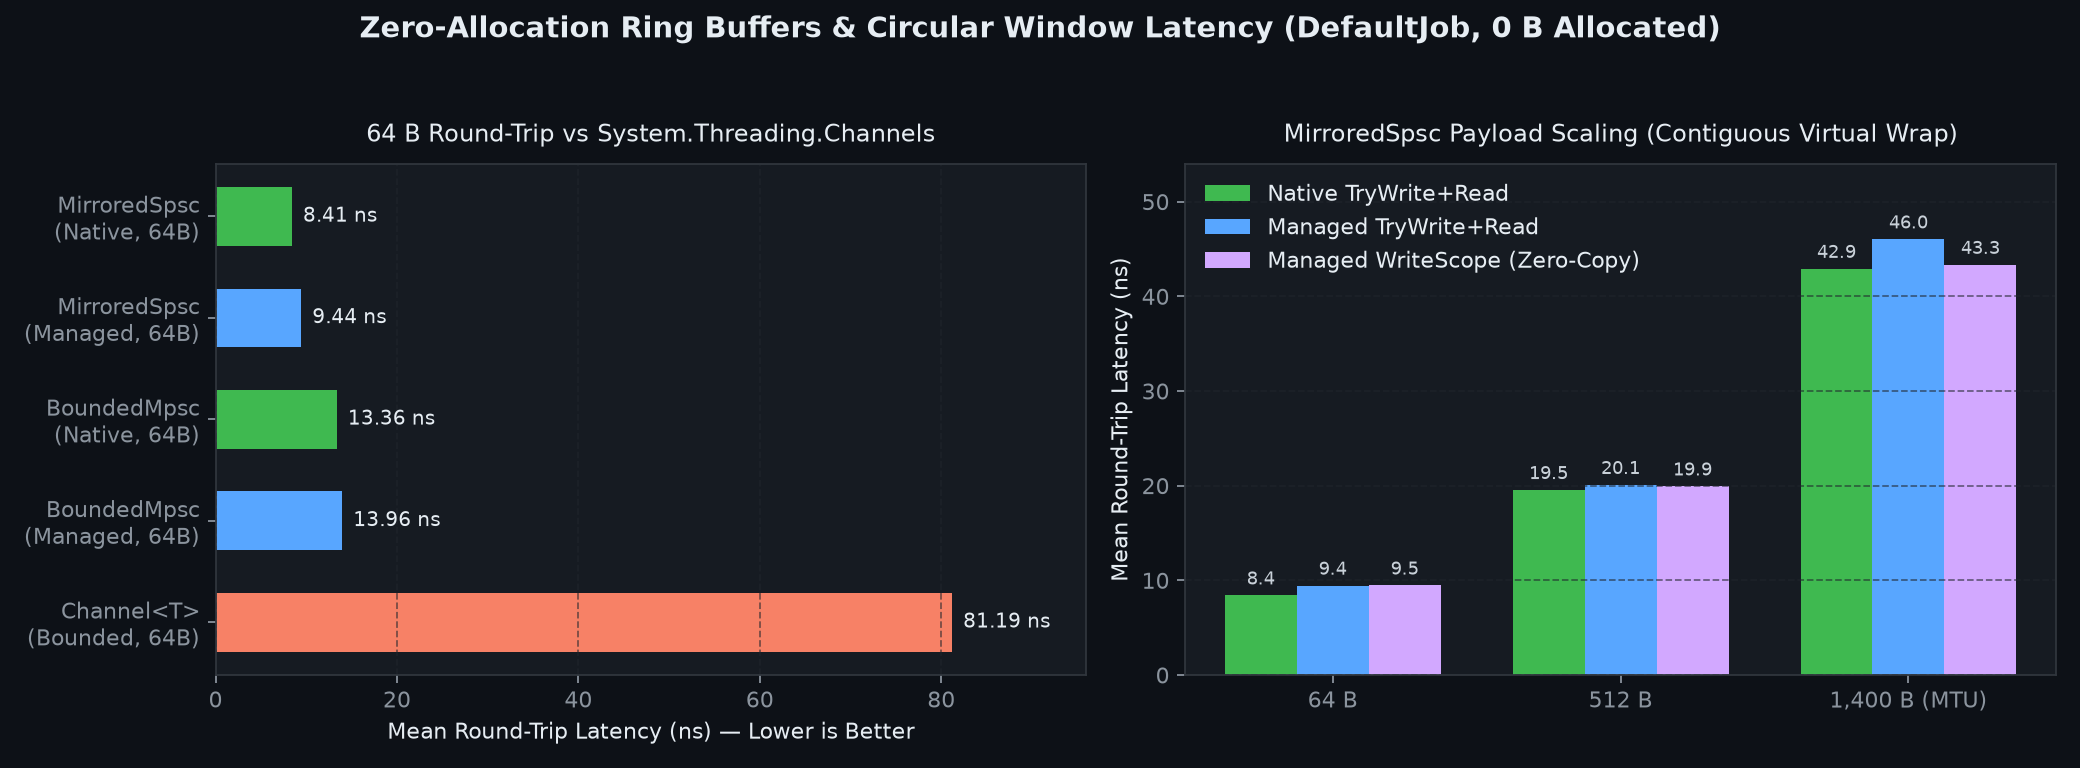 Zero-Allocation Ring Buffers & Circular Window Latency (DefaultJob, 0 B Allocated)
64 B Round-Trip vs System.Threading.Channels
MirroredSpsc
(Native, 64B)
8.41 ns
MirroredSpsc
(Managed, 64B)
9.44 ns
BoundedMpsc
(Native, 64B)
13.36 ns
BoundedMpsc
(Managed, 64B)
13.96 ns
Channel<T>
(Bounded, 64B)
81.19 ns
0 20 40 60 80
Mean Round-Trip Latency (ns) — Lower is Better
MirroredSpsc Payload Scaling (Contiguous Virtual Wrap)
Native TryWrite+Read
Managed TryWrite+Read
Managed WriteScope (Zero-Copy)
Mean Round-Trip Latency (ns)
50
40
30
20
10
0
8.4 9.4 9.5
19.5 20.1 19.9
42.9 46.0 43.3
64 B 512 B 1,400 B (MTU)